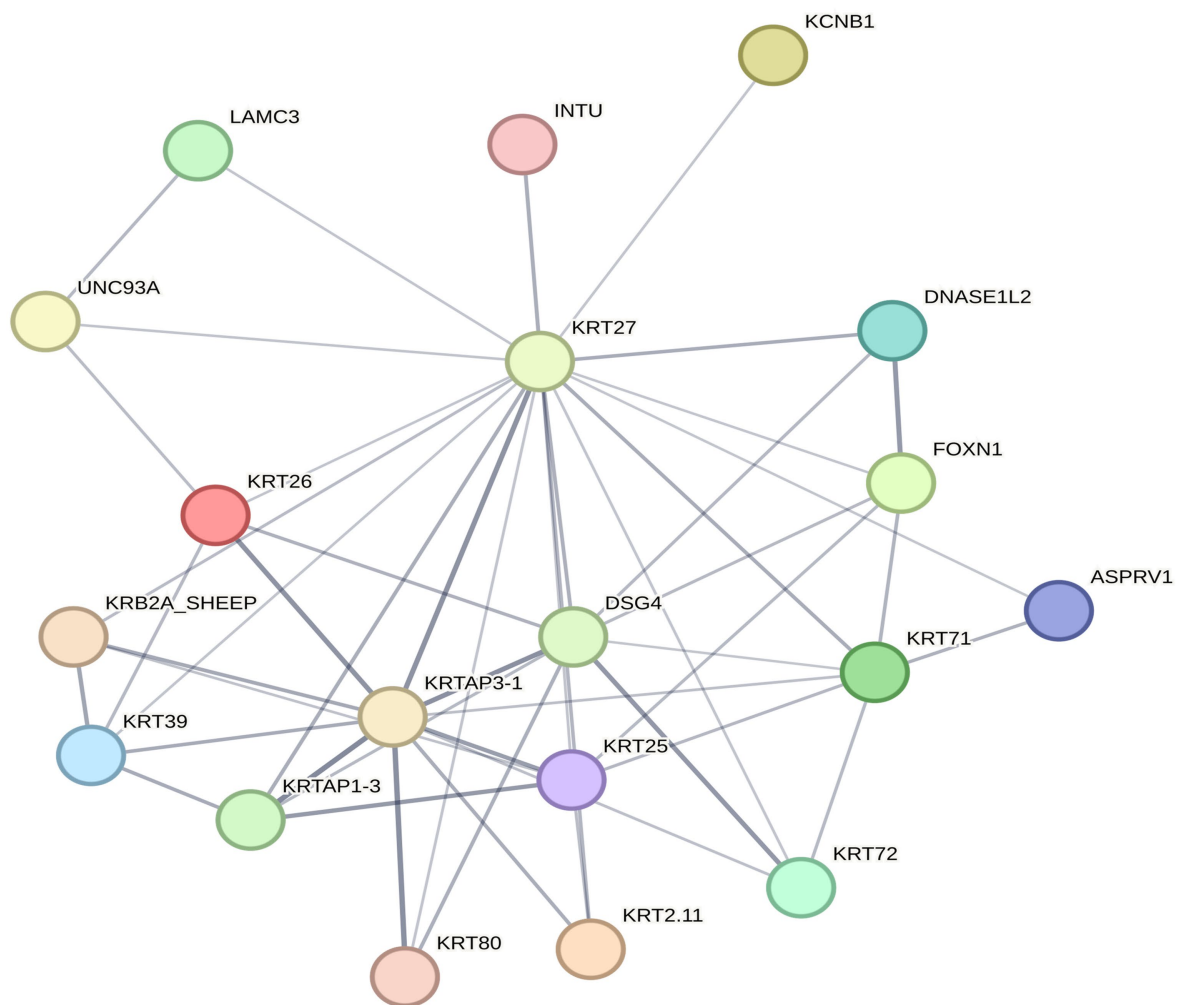 KCNB1
INTU
LAMC3
UNC93A
DNASE1L2
KRT27
FOXN1
KRT26
ASPRV1
KRB2A_SHEEP
DSG4
KRT71
KRTAP3-1
KRT39
KRT25
KRTAP1-3
KRT72
KRT2.11
KRT80